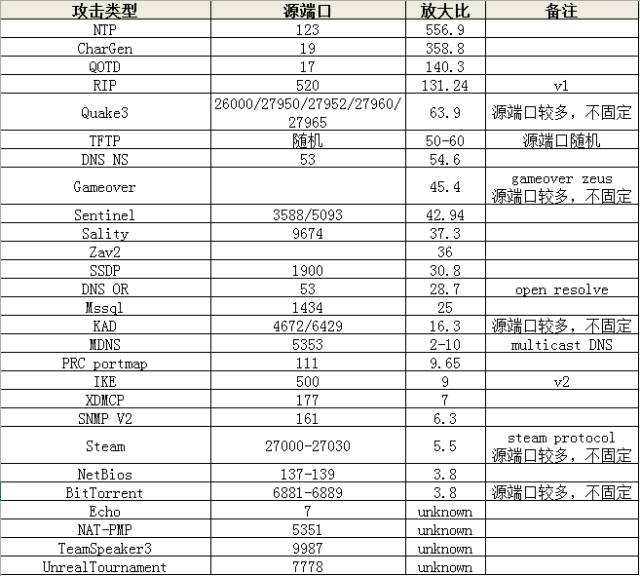 攻击类型 源端口 放大比 备注
NTP 123 556.9
CharGen 19 358.8
QOTD 17 140.3
RIP 520 131.24 v1
Quake3 26000/27950/27952/27960/27965 63.9 源端口较多，不固定
TFTP 随机 50-60 源端口随机
DNS NS 53 54.6
Gameover 45.4 gameover zeus 源端口较多，不固定
Sentinel 3588/5093 42.94
Sality 9674 37.3
Zav2 36
SSDP 1900 30.8
DNS OR 53 28.7 open resolve
Mssql 1434 25
KAD 4672/6429 16.3 源端口较多，不固定
MDNS 5353 2-10 multicast DNS
PRC portmap 111 9.65
IKE 500 9 v2
XDMCP 177 7
SNMP V2 161 6.3
Steam 27000-27030 5.5 steam protocol 源端口较多，不固定
NetBios 137-139 3.8
BitTorrent 6881-6889 3.8 源端口较多，不固定
Echo 7 unknown
NAT-PMP 5351 unknown
TeamSpeaker3 9987 unknown
UnrealTournament 7778 unknown